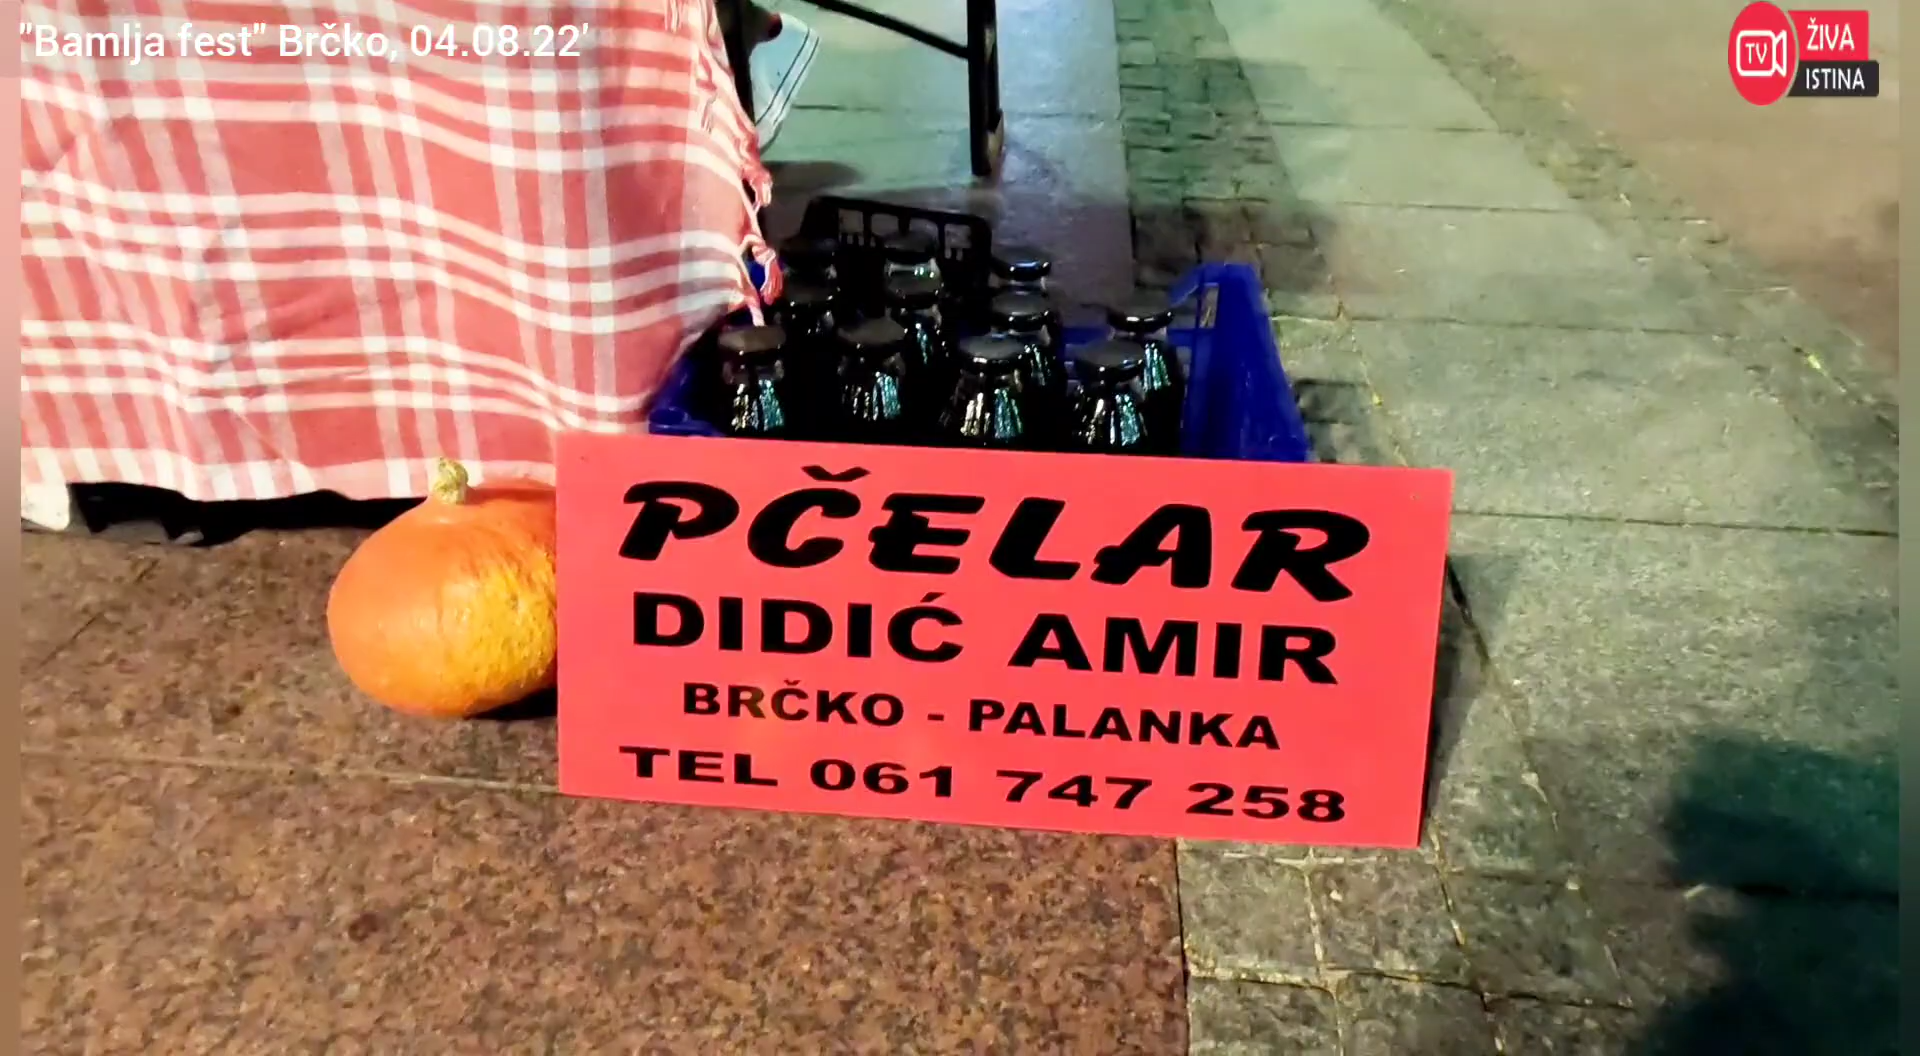 "Bamlja fest" Brčko, 04.08.22'
TV
ŽIVA
ISTINA
PČELAR
DIDIĆ AMIR
BRČKO - PALANKA
TEL 061 747 258